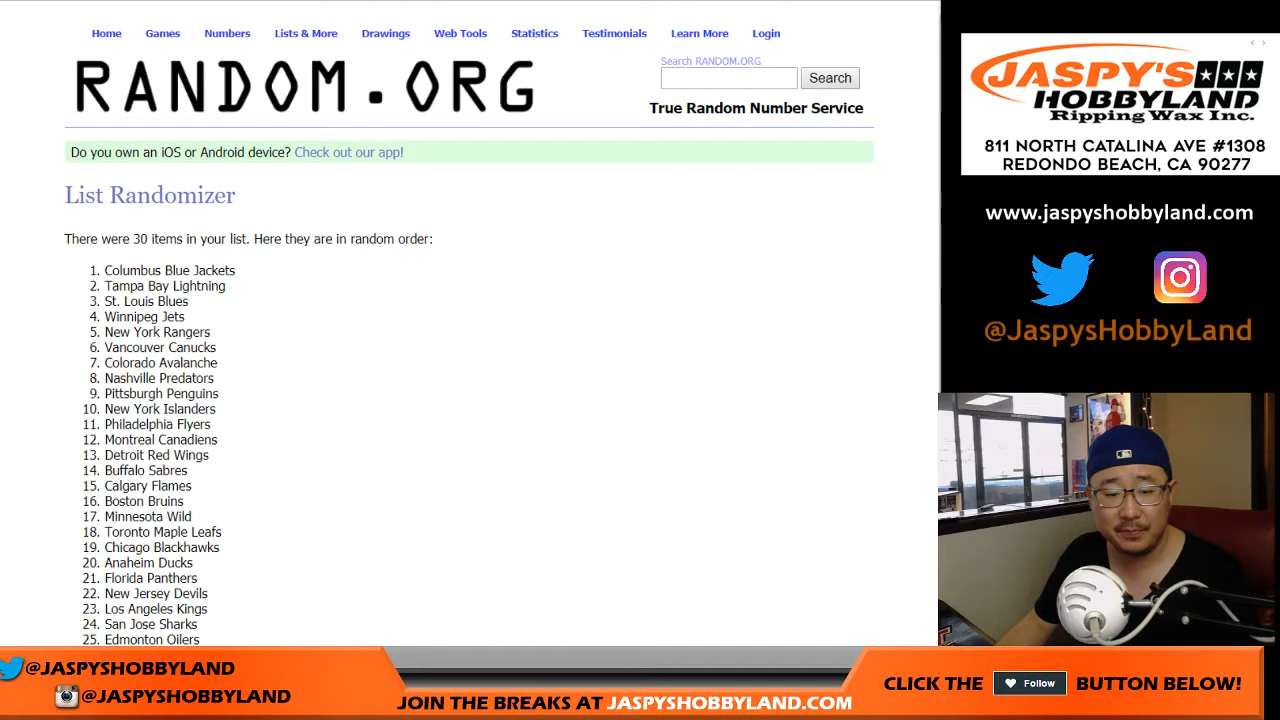 Home Games Numbers Lists & More Drawings Web Tools Statistics Testimonials Learn More Login
RANDOM.ORG
Search RANDOM.ORG
Search
True Random Number Service
Do you own an iOS or Android device? Check out our app!
List Randomizer
There were 30 items in your list. Here they are in random order:
1. Columbus Blue Jackets
2. Tampa Bay Lightning
3. St. Louis Blues
4. Winnipeg Jets
5. New York Rangers
6. Vancouver Canucks
7. Colorado Avalanche
8. Nashville Predators
9. Pittsburgh Penguins
10. New York Islanders
11. Philadelphia Flyers
12. Montreal Canadiens
13. Detroit Red Wings
14. Buffalo Sabres
15. Calgary Flames
16. Boston Bruins
17. Minnesota Wild
18. Toronto Maple Leafs
19. Chicago Blackhawks
20. Anaheim Ducks
21. Florida Panthers
22. New Jersey Devils
23. Los Angeles Kings
24. San Jose Sharks
25. Edmonton Oilers
JASPY'S
HOBBYLAND
Ripping Wax Inc.
811 NORTH CATALINA AVE #1308
REDONDO BEACH, CA 90277
www.jaspyshobbyland.com
@JaspysHobbyLand
@JASPYSHOBBYLAND
@JASPYSHOBBYLAND
JOIN THE BREAKS AT JASPYSHOBBYLAND.COM
CLICK THE Follow BUTTON BELOW!